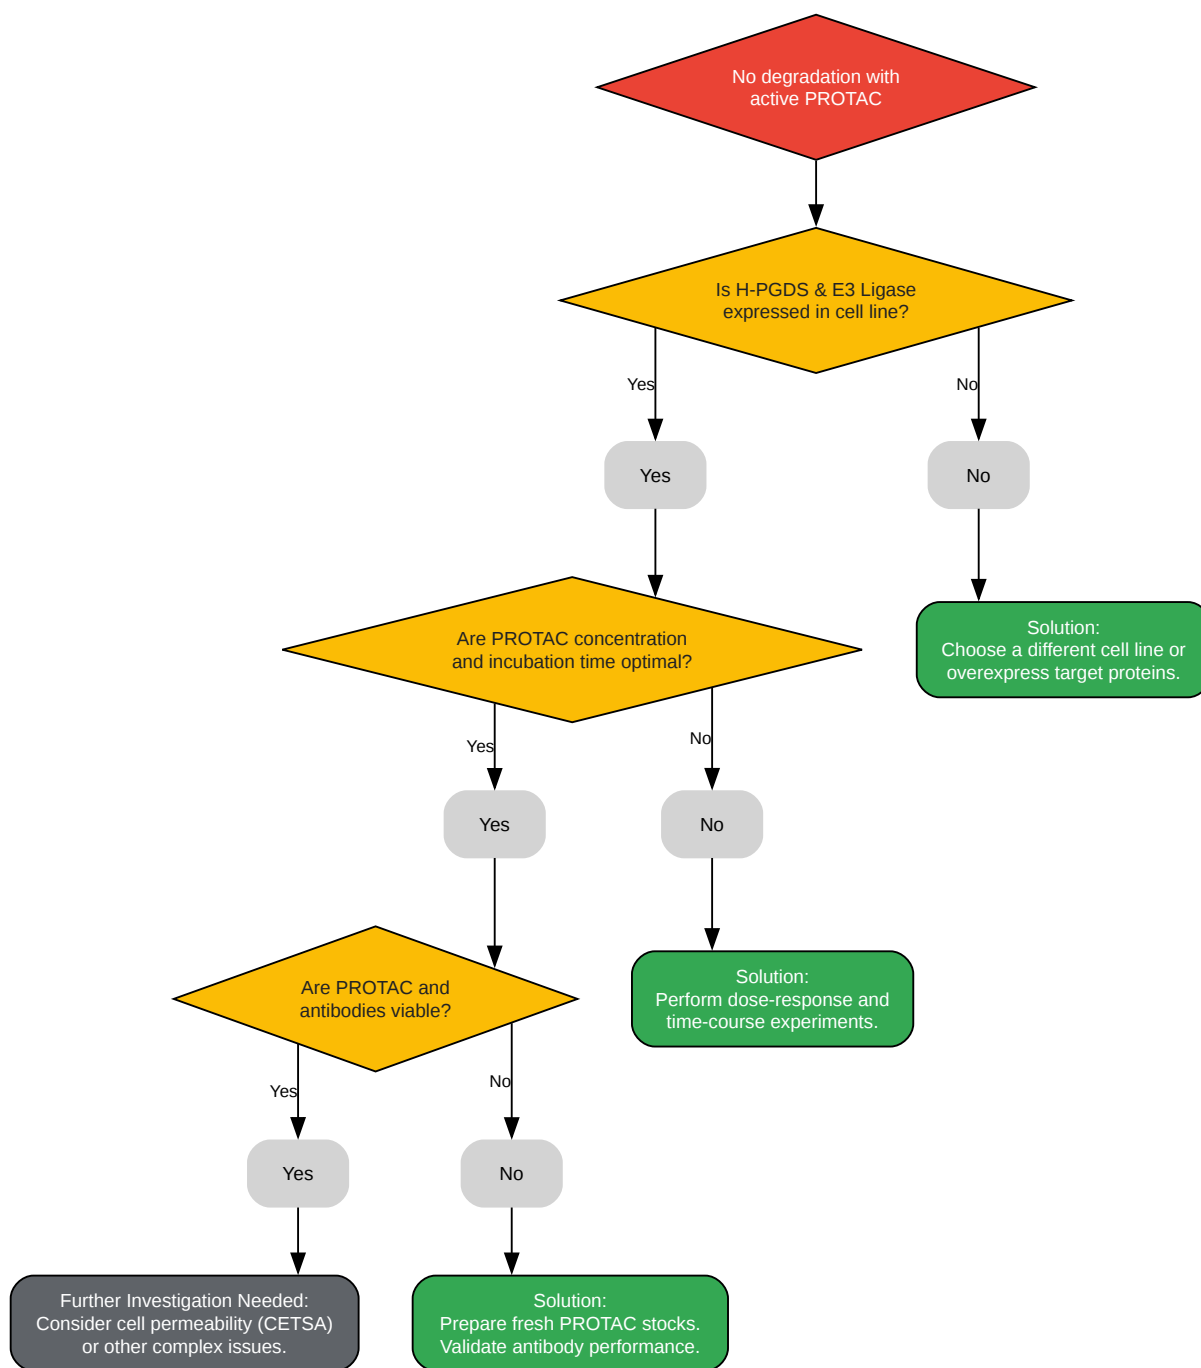 No degradation with
active PROTAC
Is H-PGDS & E3 Ligase
expressed in cell line?
Yes
No
Yes
No
Solution:
Choose a different cell line or
overexpress target proteins.
Are PROTAC concentration
and incubation time optimal?
Yes
No
Yes
No
Solution:
Perform dose-response and
time-course experiments.
Are PROTAC and
antibodies viable?
Yes
No
Yes
No
Further Investigation Needed:
Consider cell permeability (CETSA)
or other complex issues.
Solution:
Prepare fresh PROTAC stocks.
Validate antibody performance.